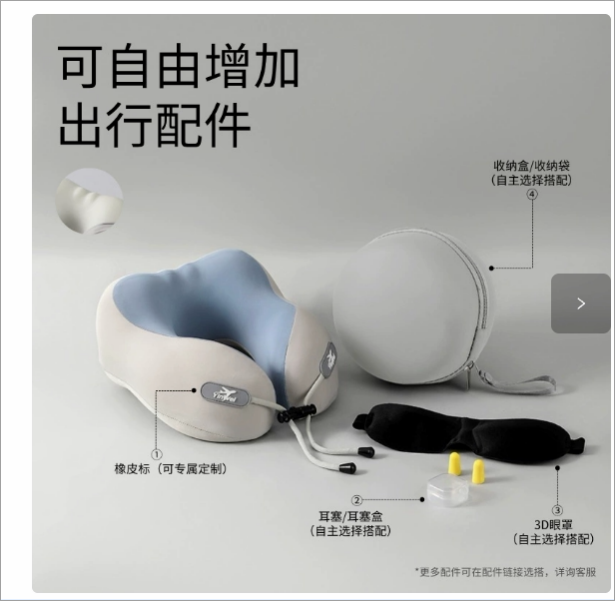 可自由增加
出行配件
收纳盒/收纳袋
（自主选择搭配）
④
①
橡皮标（可专属定制）
②
耳塞/耳塞盒
（自主选择搭配）
③
3D眼罩
（自主选择搭配）
*更多配件可在配件链接选搭，详询客服